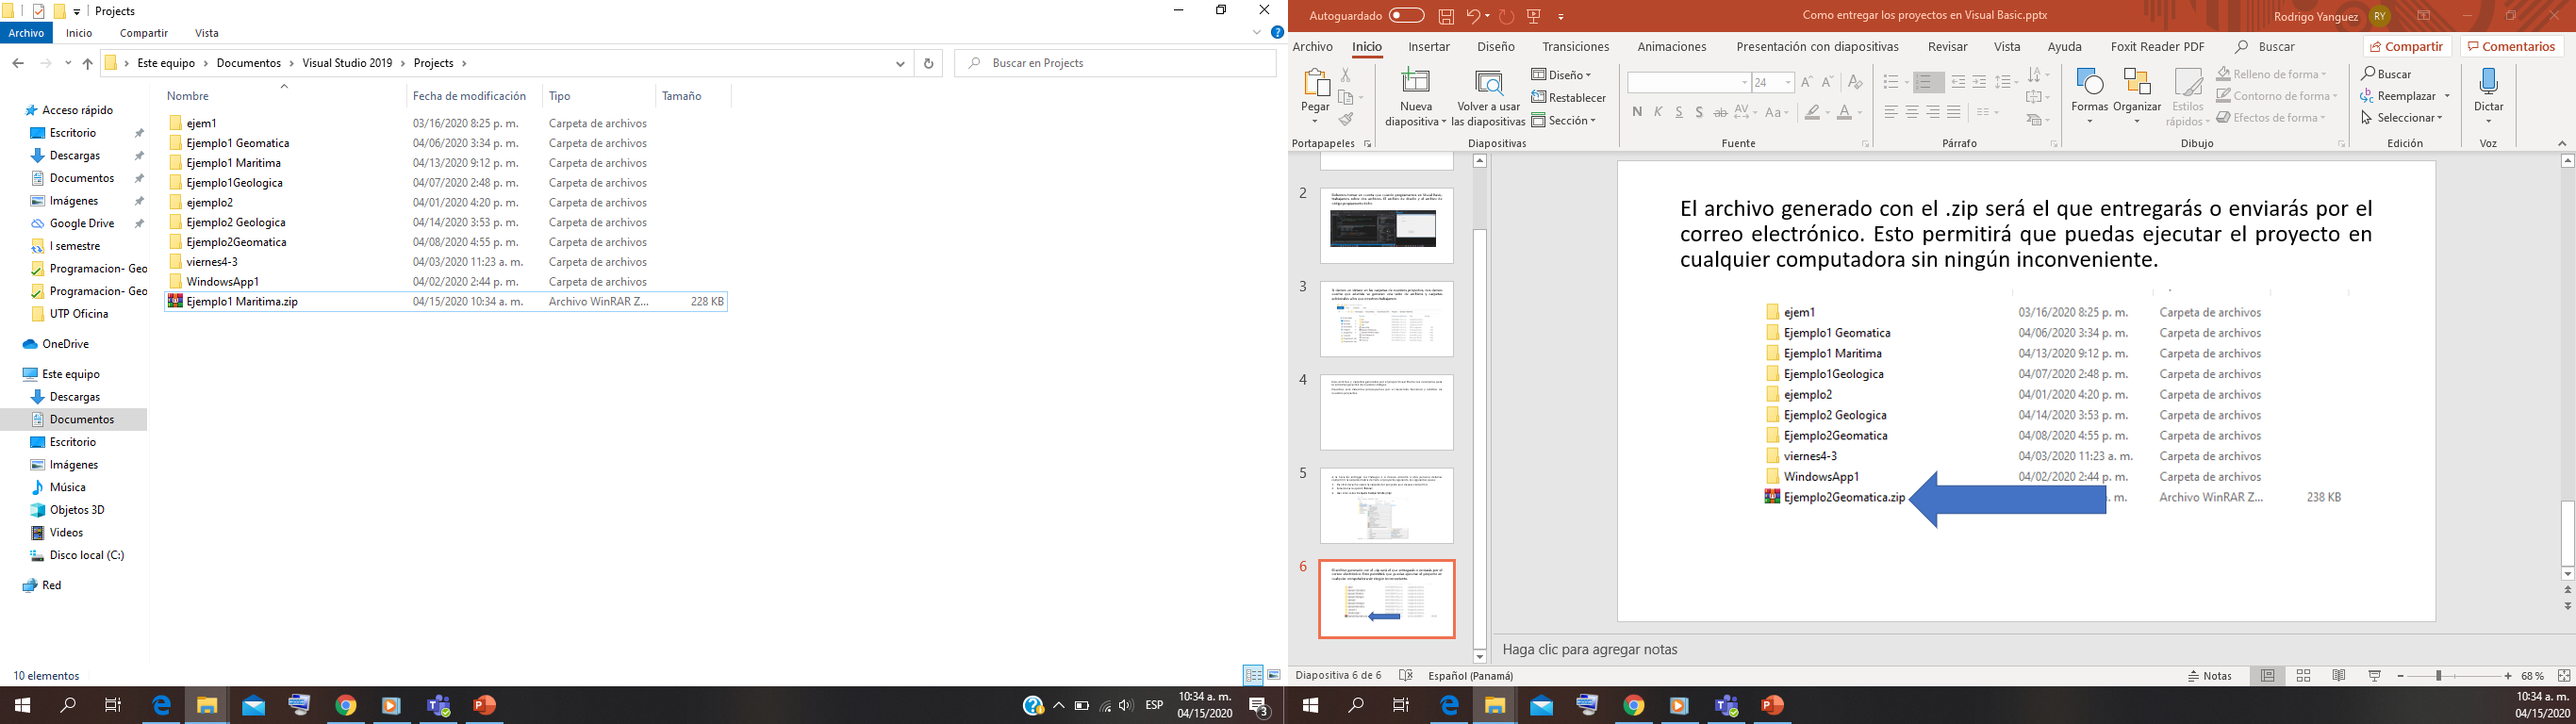 Projects
Archivo Inicio Compartir Vista
Este equipo Documentos Visual Studio 2019 Projects
Buscar en Projects
Nombre Fecha de modificación Tipo Tamaño
ejem1 03/16/2020 8:25 p. m. Carpeta de archivos
Ejemplo1 Geomatica 04/06/2020 3:34 p. m. Carpeta de archivos
Ejemplo1 Maritima 04/13/2020 9:12 p. m. Carpeta de archivos
Ejemplo1Geologica 04/07/2020 2:48 p. m. Carpeta de archivos
ejemplo2 04/01/2020 4:20 p. m. Carpeta de archivos
Ejemplo2 Geologica 04/14/2020 3:53 p. m. Carpeta de archivos
Ejemplo2Geomatica 04/08/2020 4:55 p. m. Carpeta de archivos
viernes4-3 04/03/2020 11:23 a. m. Carpeta de archivos
WindowsApp1 04/02/2020 2:44 p. m. Carpeta de archivos
Ejemplo1 Maritima.zip 04/15/2020 10:34 a. m. Archivo WinRAR Z... 228 KB
Acceso rápido
Escritorio
Descargas
Documentos
Imágenes
Google Drive
I semestre
Programacion- Geo
Programacion- Geo
UTP Oficina
OneDrive
Este equipo
Descargas
Documentos
Escritorio
Imágenes
Música
Objetos 3D
Videos
Disco local (C:)
Red
10 elementos
ESP
10:34 a. m.
04/15/2020
3
Autoguardado
Como entregar los proyectos en Visual Basic.pptx
Rodrigo Yanguez RY
Archivo Inicio Insertar Diseño Transiciones Animaciones Presentación con diapositivas Revisar Vista Ayuda Foxit Reader PDF Buscar Compartir Comentarios
Pegar
Portapapeles
Nueva diapositiva
Volver a usar las diapositivas
Diseño
Restablecer
Sección
Diapositivas
24
N K S S ab AV Aa A
Fuente
Párrafo
Formas Organizar Estilos rápidos
Relleno de forma
Contorno de forma
Efectos de forma
Dibujo
Buscar
Reemplazar
Seleccionar
Edición
Dictar
Voz
2
3
4
5
6
El archivo generado con el .zip será el que entregarás o enviarás por el
correo electrónico. Esto permitirá que puedas ejecutar el proyecto en
cualquier computadora sin ningún inconveniente.
ejem1 03/16/2020 8:25 p. m. Carpeta de archivos
Ejemplo1 Geomatica 04/06/2020 3:34 p. m. Carpeta de archivos
Ejemplo1 Maritima 04/13/2020 9:12 p. m. Carpeta de archivos
Ejemplo1Geologica 04/07/2020 2:48 p. m. Carpeta de archivos
ejemplo2 04/01/2020 4:20 p. m. Carpeta de archivos
Ejemplo2 Geologica 04/14/2020 3:53 p. m. Carpeta de archivos
Ejemplo2Geomatica 04/08/2020 4:55 p. m. Carpeta de archivos
viernes4-3 04/03/2020 11:23 a. m. Carpeta de archivos
WindowsApp1 04/02/2020 2:44 p. m. Carpeta de archivos
Ejemplo2Geomatica.zip . m. Archivo WinRAR Z... 238 KB
Haga clic para agregar notas
Diapositiva 6 de 6 Español (Panamá) Notas 68 %
10:34 a. m.
04/15/2020